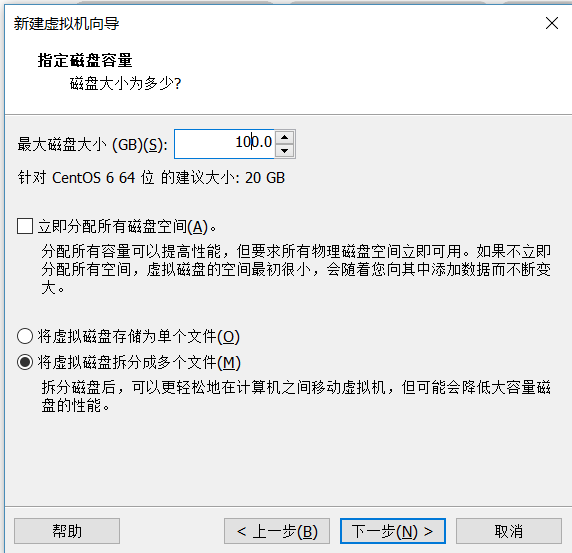 新建虚拟机向导
指定磁盘容量
磁盘大小为多少?
最大磁盘大小 (GB)(S): 100.0
针对 CentOS 6 64 位 的建议大小: 20 GB
立即分配所有磁盘空间(A)。
分配所有容量可以提高性能，但要求所有物理磁盘空间立即可用。如果不立即
分配所有空间，虚拟磁盘的空间最初很小，会随着您向其中添加数据而不断变
大。
将虚拟磁盘存储为单个文件(O)
将虚拟磁盘拆分成多个文件(M)
拆分磁盘后，可以更轻松地在计算机之间移动虚拟机，但可能会降低大容量磁
盘的性能。
帮助 < 上一步(B) 下一步(N) > 取消